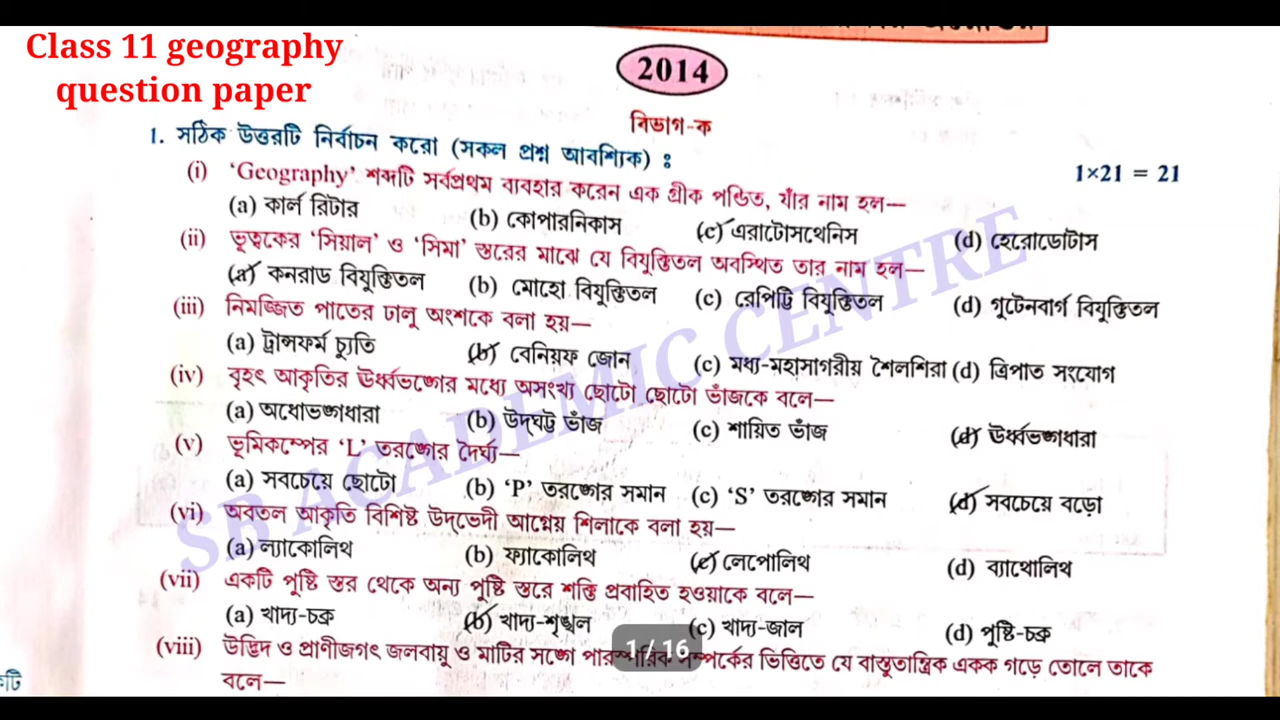 Class 11 geography
question paper
2014
বিভাগ-ক
1. সঠিক উত্তরটি নির্বাচন করো (সকল প্রশ্ন আবশ্যিক) :
1×21 = 21
(i) 'Geography' শব্দটি সর্বপ্রথম ব্যবহার করেন এক গ্রীক পণ্ডিত, যাঁর নাম হল—
(a) কার্ল রিটার (b) কোপারনিকাস (c) এরাটোসথেনিস (d) হেরোডোটাস
(ii) ভূত্বকের 'সিয়াল' ও 'সিমা' স্তরের মাঝে যে বিযুক্তিতল অবস্থিত তার নাম হল—
(a) কনরাড বিযুক্তিতল (b) মোহো বিযুক্তিতল (c) রেপিট্টি বিযুক্তিতল (d) গুটেনবার্গ বিযুক্তিতল
(iii) নিমজ্জিত পাতের ঢালু অংশকে বলা হয়—
(a) ট্রান্সফর্ম চ্যুতি (b) বেনিয়ফ জোন (c) মধ্য-মহাসাগরীয় শৈলশিরা (d) ত্রিপাত সংযোগ
(iv) বৃহৎ আকৃতির ঊর্ধ্বভঙ্গের মধ্যে অসংখ্য ছোটো ছোটো ভাঁজকে বলে—
(a) অধোভঙ্গধারা (b) উদ্‌ঘট্ট ভাঁজ (c) শায়িত ভাঁজ (d) ঊর্ধ্বভঙ্গধারা
(v) ভূমিকম্পের 'L' তরঙ্গের দৈর্ঘ্য—
(a) সবচেয়ে ছোটো (b) 'P' তরঙ্গের সমান (c) 'S' তরঙ্গের সমান (d) সবচেয়ে বড়ো
(vi) অবতল আকৃতি বিশিষ্ট উদ্‌ভেদী আগ্নেয় শিলাকে বলা হয়—
(a) ল্যাকোলিথ (b) ফ্যাকোলিথ (c) লেপোলিথ (d) ব্যাথোলিথ
(vii) একটি পুষ্টি স্তর থেকে অন্য পুষ্টি স্তরে শক্তি প্রবাহিত হওয়াকে বলে—
(a) খাদ্য-চক্র (b) খাদ্য-শৃঙ্খল (c) খাদ্য-জাল (d) পুষ্টি-চক্র
1 / 16
(viii) উদ্ভিদ ও প্রাণীজগৎ জলবায়ু ও মাটির সঙ্গে পারস্পরিক সম্পর্কের ভিত্তিতে যে বাস্তুতান্ত্রিক একক গড়ে তোলে তাকে
বলে—
SB ACADEMIC CENTRE